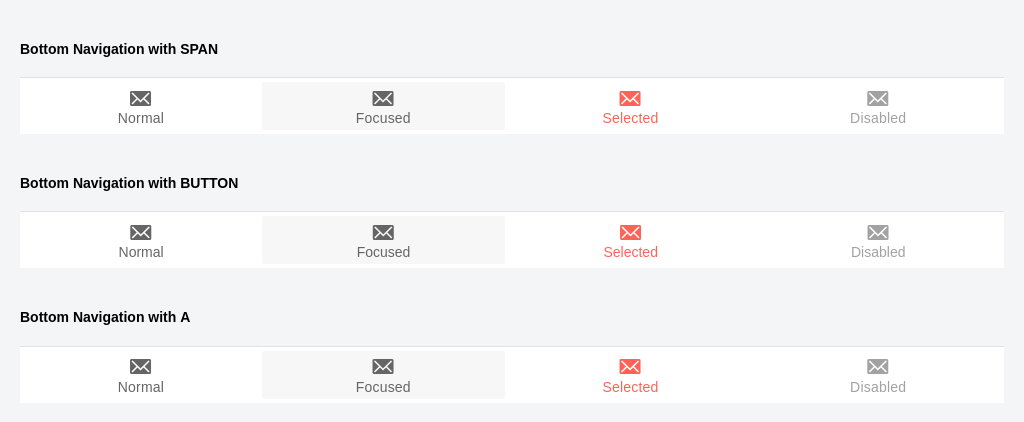 Bottom Navigation with SPAN
Normal Focused Selected Disabled
Bottom Navigation with BUTTON
Normal Focused Selected Disabled
Bottom Navigation with A
Normal Focused Selected Disabled